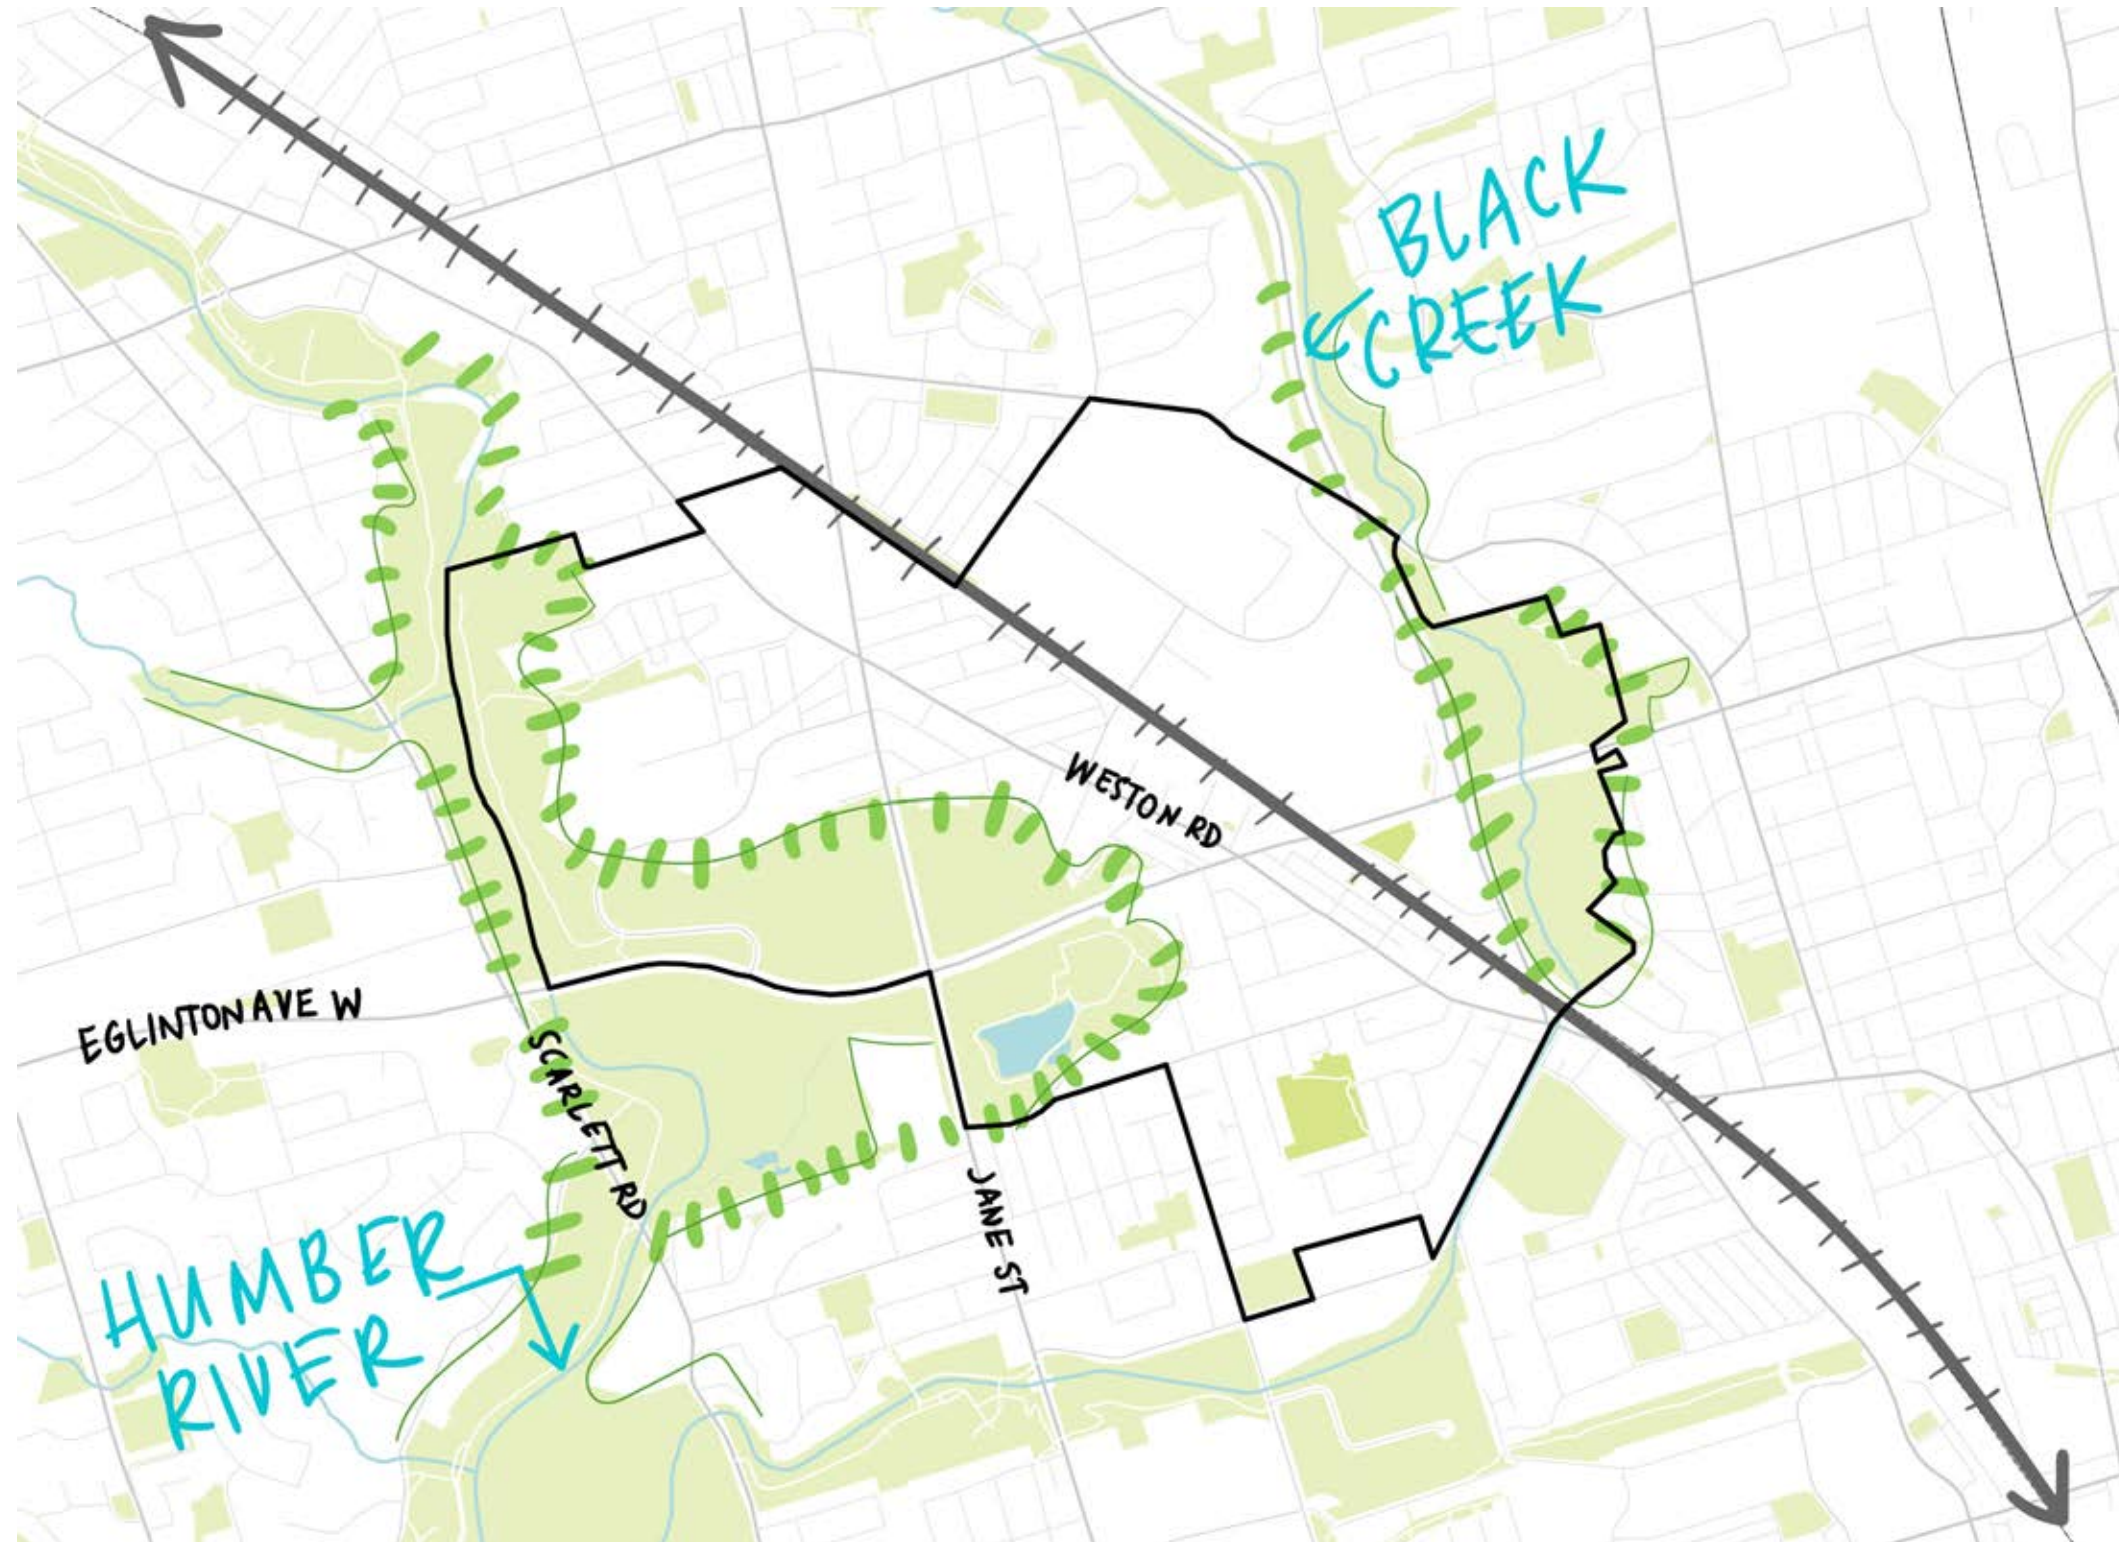 BLACK
CREEK
WESTON RD
EGLINTON AVE W
SCARLETT RD
JANE ST
HUMBER
RIVER